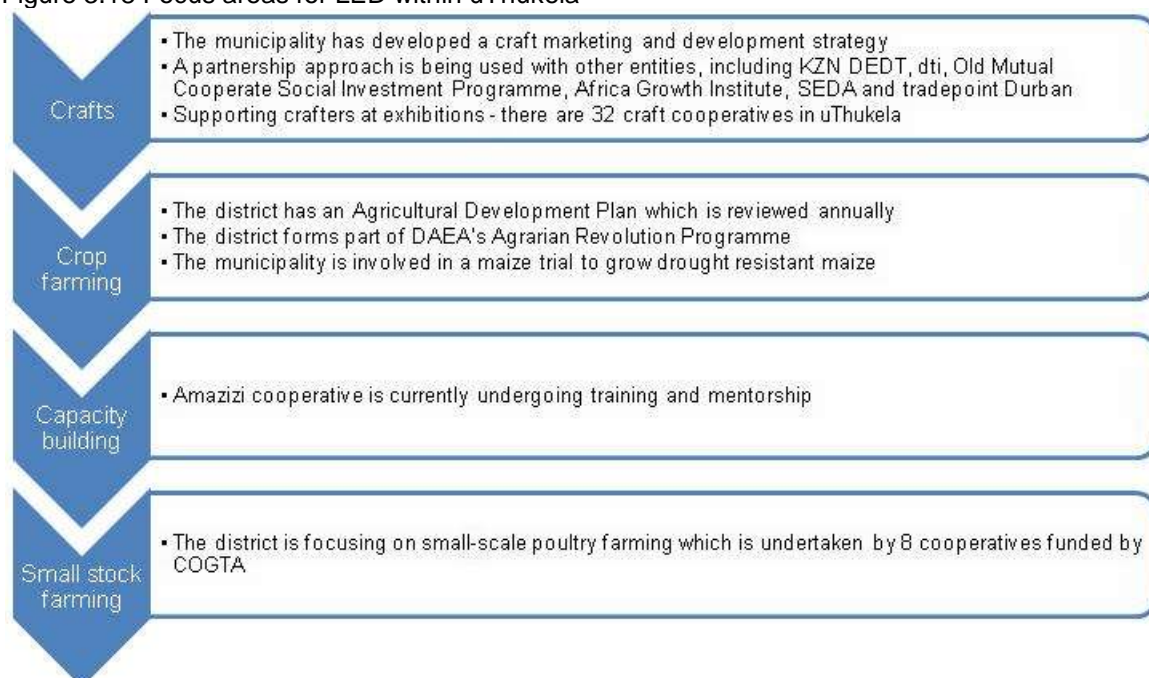 Figure 3.13 Focus areas for LED within uThukela
Crafts
▪ The municipality has developed a craft marketing and development strategy
▪ A partnership approach is being used with other entities, including KZN DEDT, dti, Old Mutual
Cooperate Social Investment Programme, Africa Growth Institute, SEDA and tradepoint Durban
▪ Supporting crafters at exhibitions - there are 32 craft cooperatives in uThukela
Crop
farming
▪ The district has an Agricultural Development Plan which is reviewed annually
▪ The district forms part of DAEA's Agrarian Revolution Programme
▪ The municipality is involved in a maize trial to grow drought resistant maize
Capacity
building
▪ Amazizi cooperative is currently undergoing training and mentorship
Small stock
farming
▪ The district is focusing on small-scale poultry farming which is undertaken by 8 cooperatives funded by
COGTA